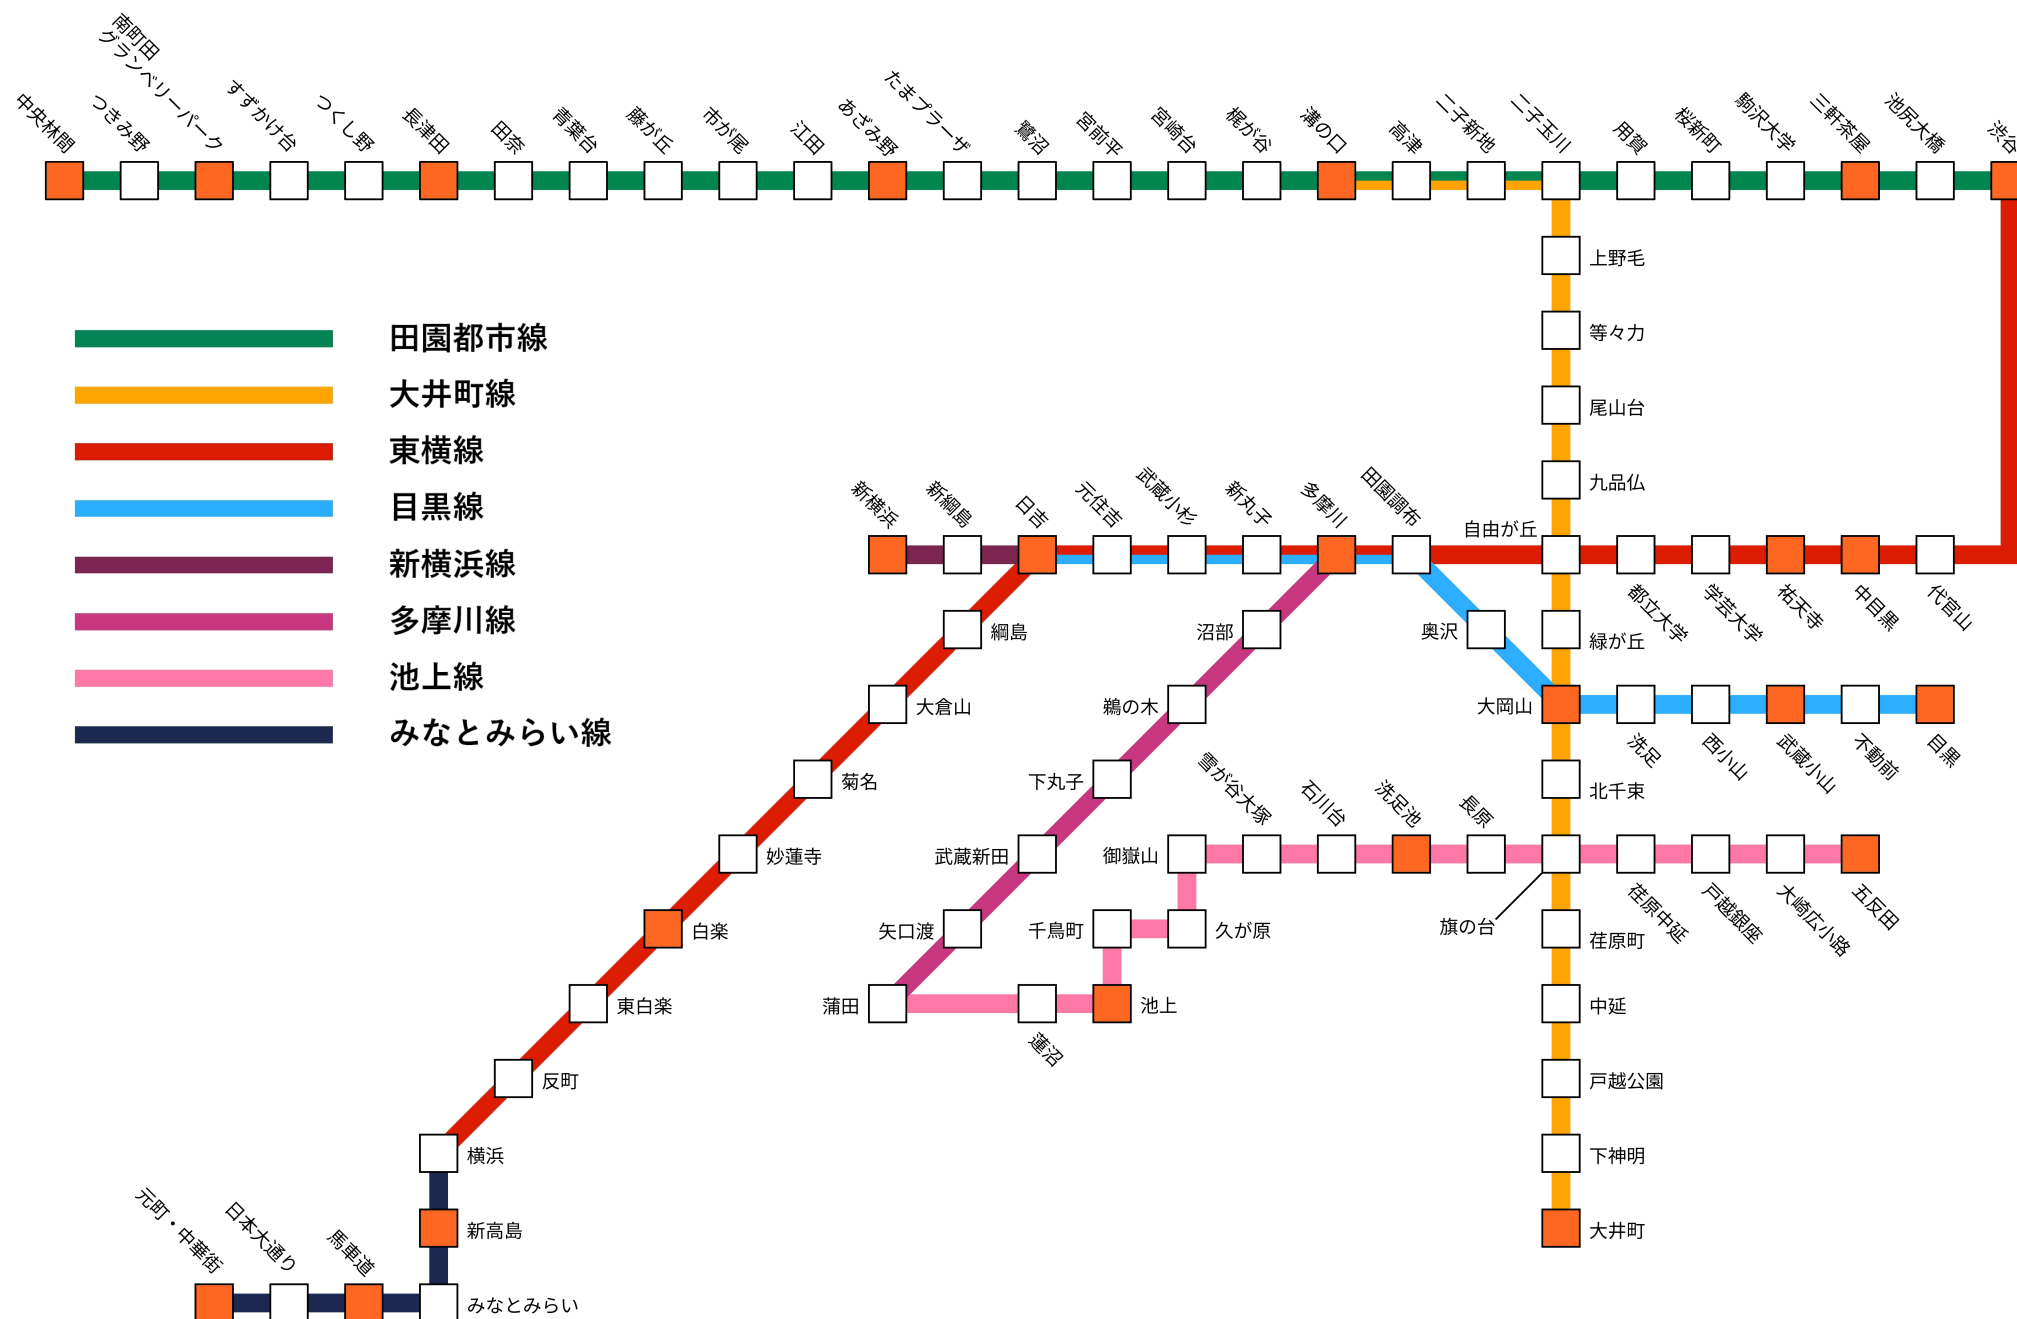 中央林間
つきみ野
南町田
グランベリーパーク
すずかけ台
つくし野
長津田
田奈
青葉台
藤が丘
市が尾
江田
あざみ野
たまプラーザ
鷺沼
宮前平
宮崎台
梶が谷
溝の口
高津
二子新地
二子玉川
用賀
桜新町
駒沢大学
三軒茶屋
池尻大橋
渋谷
上野毛
等々力
尾山台
九品仏
田園都市線
大井町線
東横線
目黒線
新横浜線
多摩川線
池上線
みなとみらい線
新横浜
新綱島
日吉
元住吉
武蔵小杉
新丸子
多摩川
田園調布
自由が丘
都立大学
学芸大学
祐天寺
中目黒
代官山
綱島
沼部
奥沢
緑が丘
大倉山
鵜の木
大岡山
洗足
西小山
武蔵小山
不動前
目黒
菊名
下丸子
北千束
妙蓮寺
武蔵新田
御嶽山
雪が谷大塚
石川台
洗足池
長原
旗の台
荏原中延
戸越銀座
大崎広小路
五反田
白楽
矢口渡
千鳥町
久が原
荏原町
東白楽
蒲田
蓮沼
池上
中延
反町
戸越公園
横浜
下神明
新高島
大井町
元町・中華街
日本大通り
馬車道
みなとみらい